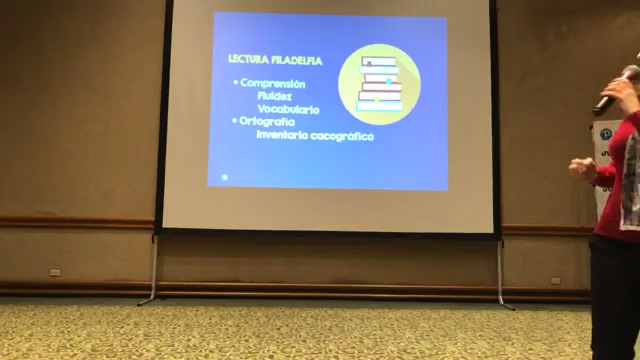 LECTURA FILADELFIA
• Comprensión
Fluidez
Vocabulario
• Ortografía
Inventario cacográfico